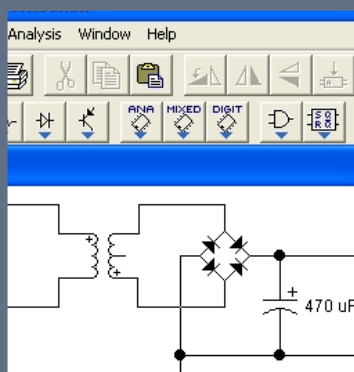 Analysis Window Help
ANA MIXED DIGIT
S Q
R Q
+
+
+
470 uF